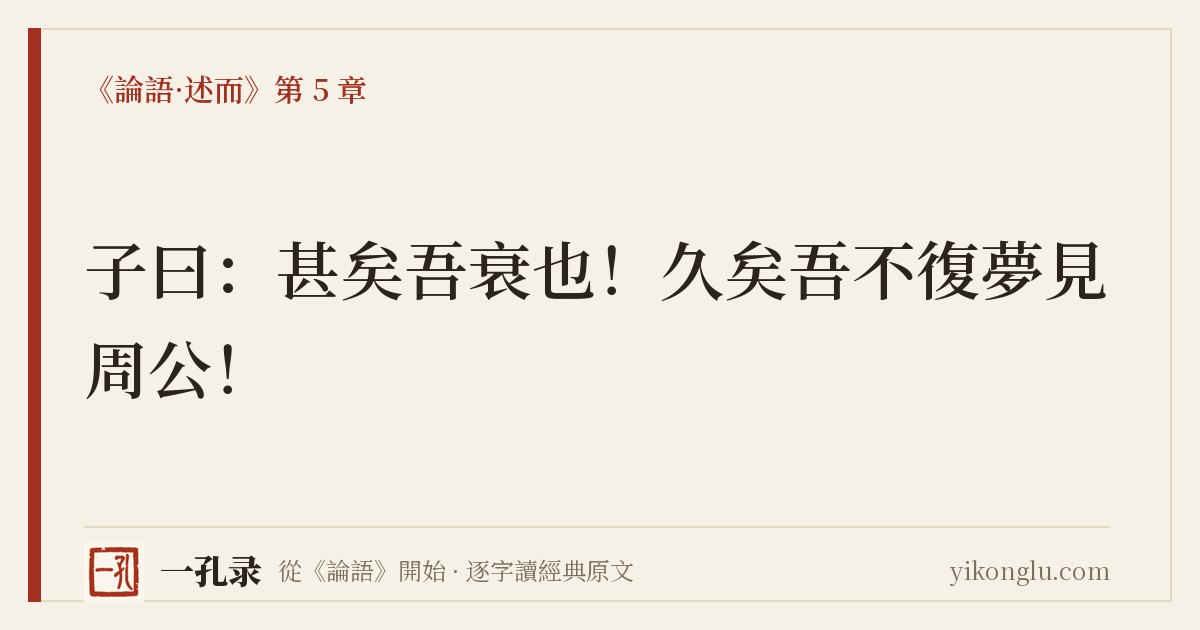 《論語·述而》第 5 章
子曰：甚矣吾衰也！久矣吾不復夢見
周公！
一孔
一孔录 從《論語》開始 · 逐字讀經典原文 yikonglu.com